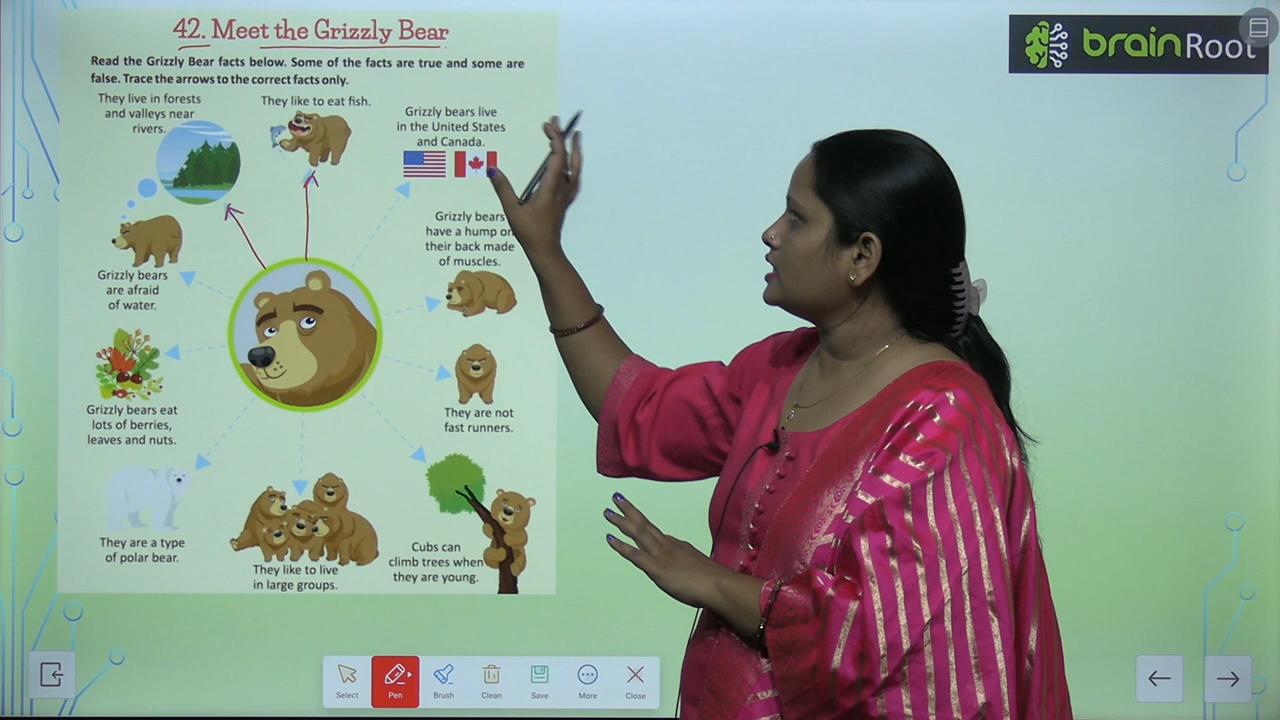 42. Meet the Grizzly Bear
brainRoot
Read the Grizzly Bear facts below. Some of the facts are true and some are
false. Trace the arrows to the correct facts only.
They live in forests
and valleys near
rivers.
They like to eat fish.
Grizzly bears live
in the United States
and Canada.
Grizzly bears
have a hump on
their back made
of muscles.
Grizzly bears
are afraid
of water.
Grizzly bears eat
lots of berries,
leaves and nuts.
They are not
fast runners.
They are a type
of polar bear.
They like to live
in large groups.
Cubs can
climb trees when
they are young.
Select
Pen
Brush
Clean
Save
More
Close